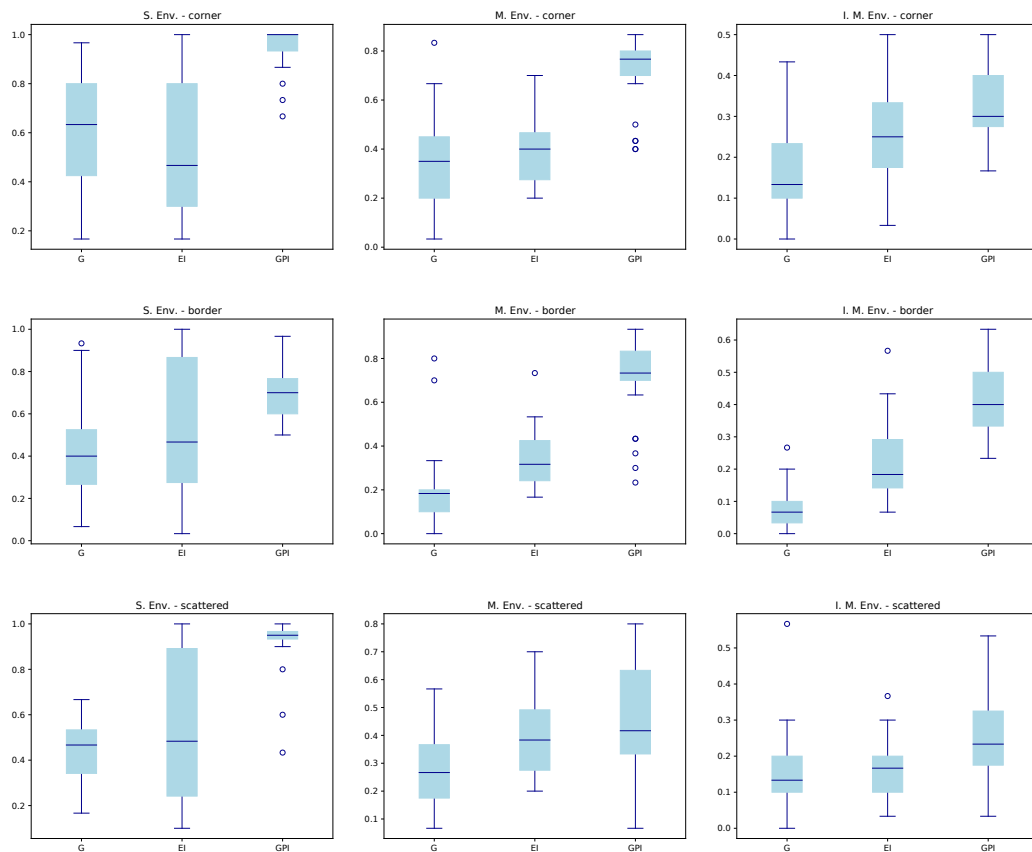 S. Env. - corner
1.0
0.8
0.6
0.4
0.2
G EI GPI
M. Env. - corner
0.8
0.6
0.4
0.2
0.0
G EI GPI
I. M. Env. - corner
0.5
0.4
0.3
0.2
0.1
0.0
G EI GPI
S. Env. - border
1.0
0.8
0.6
0.4
0.2
0.0
G EI GPI
M. Env. - border
0.8
0.6
0.4
0.2
0.0
G EI GPI
I. M. Env. - border
0.6
0.5
0.4
0.3
0.2
0.1
0.0
G EI GPI
S. Env. - scattered
1.0
0.8
0.6
0.4
0.2
G EI GPI
M. Env. - scattered
0.8
0.7
0.6
0.5
0.4
0.3
0.2
0.1
G EI GPI
I. M. Env. - scattered
0.5
0.4
0.3
0.2
0.1
0.0
G EI GPI